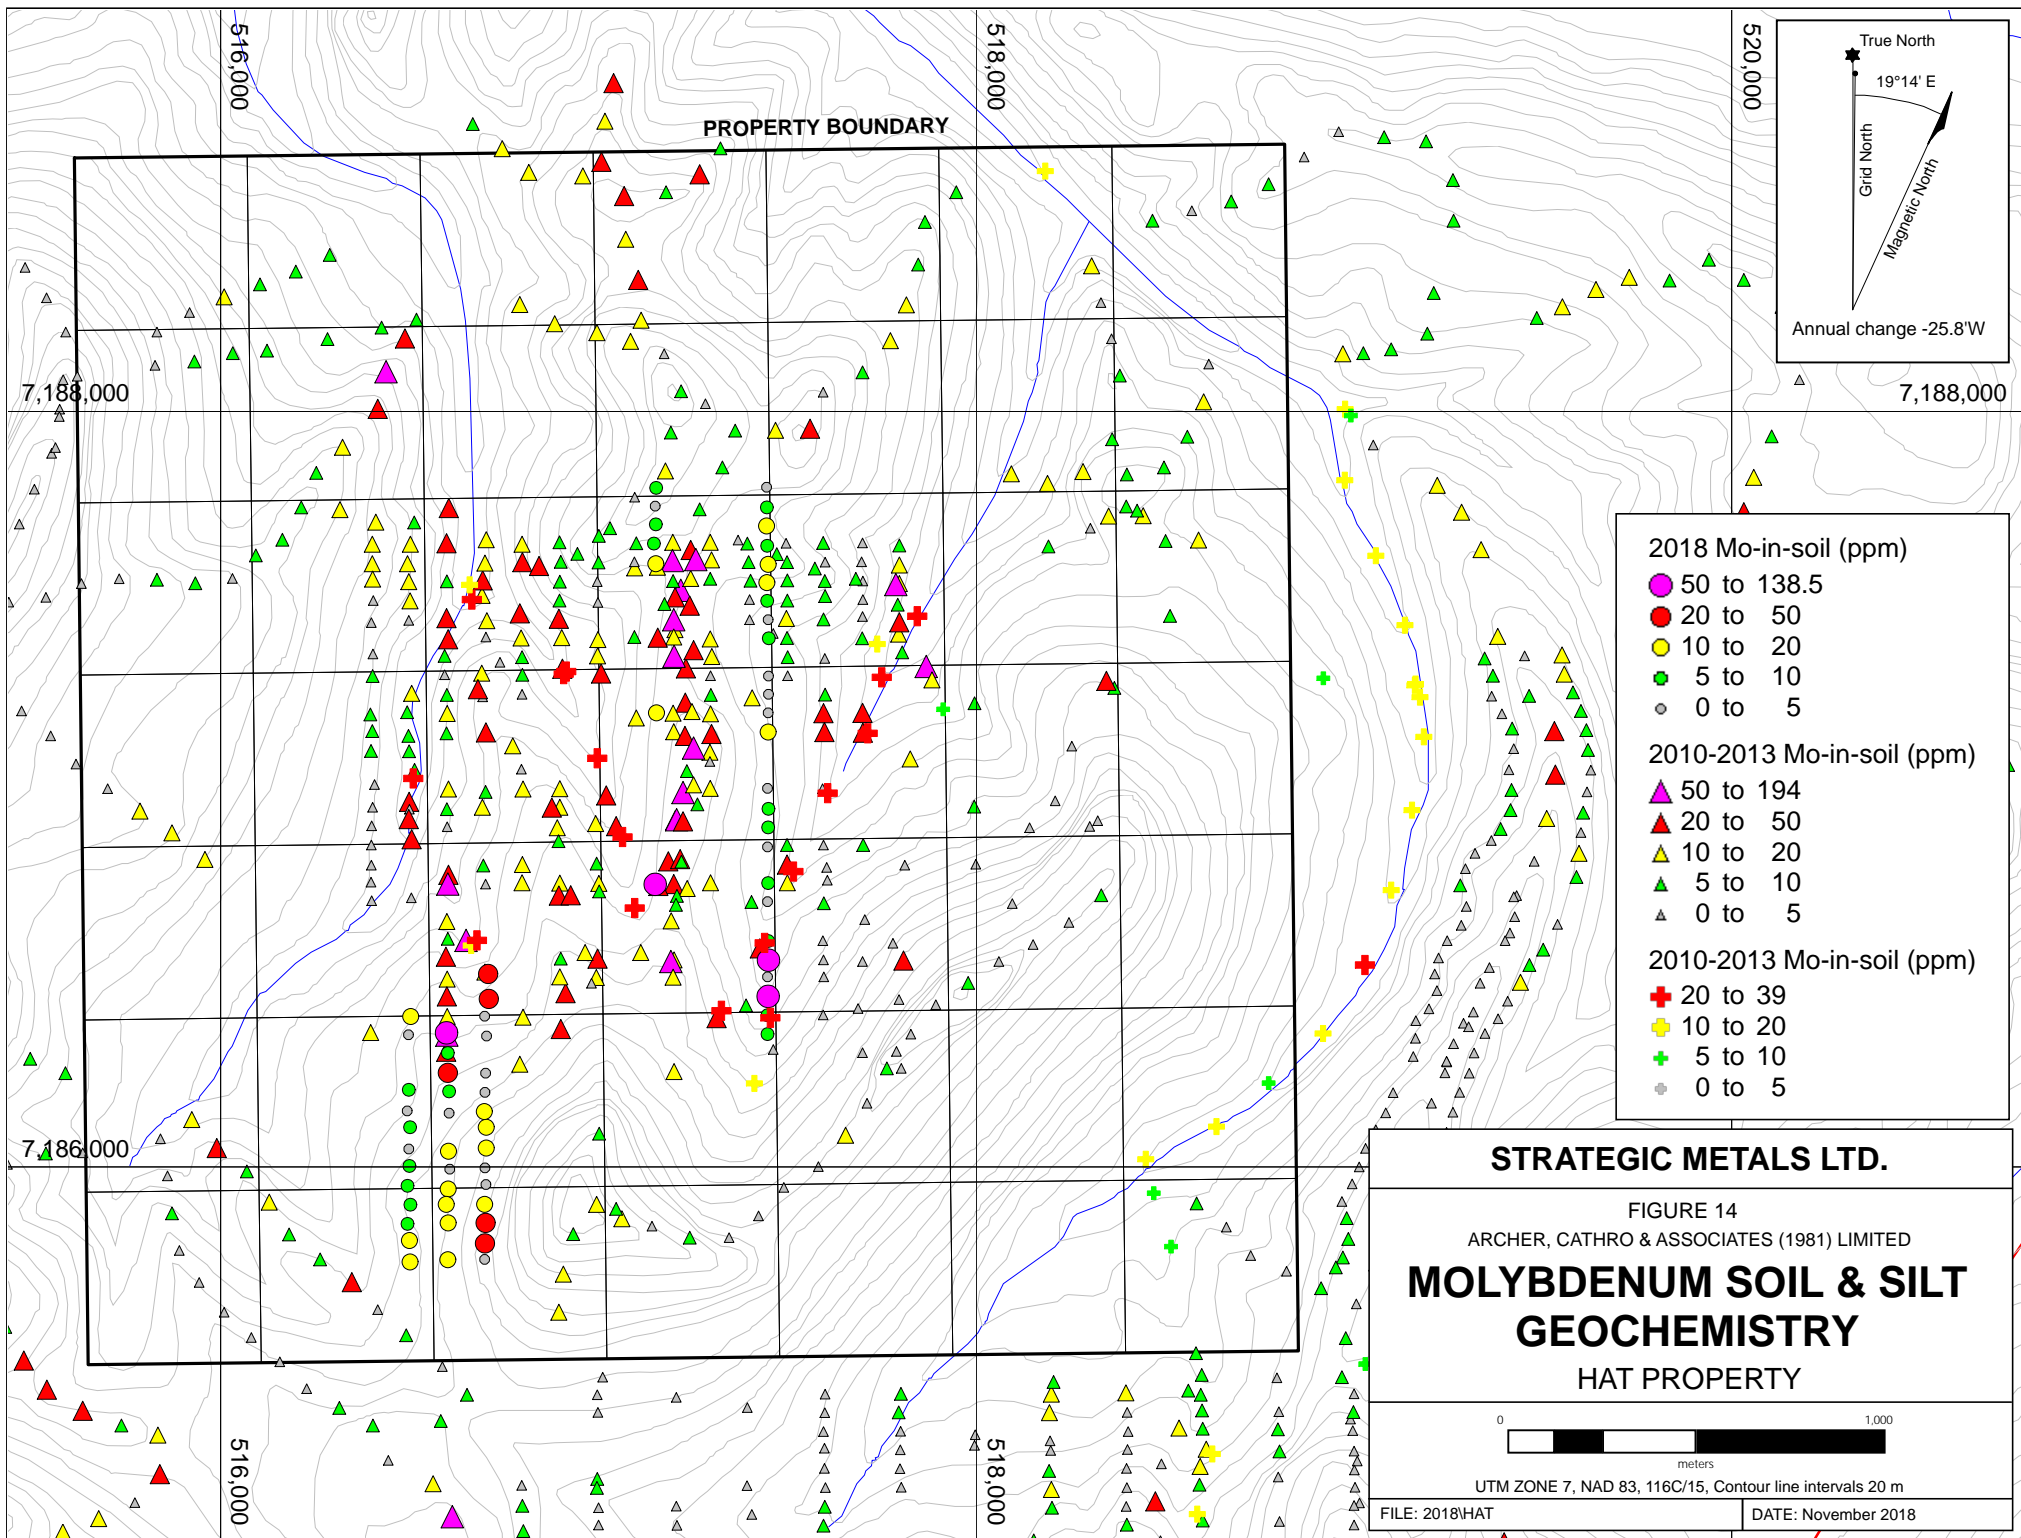 516,000
518,000
520,000
True North
19°14' E
Grid North
Magnetic North
Annual change -25.8'W
PROPERTY BOUNDARY
7,188,000
7,188,000
2018 Mo-in-soil (ppm)
50 to 138.5
20 to 50
10 to 20
5 to 10
0 to 5
2010-2013 Mo-in-soil (ppm)
50 to 194
20 to 50
10 to 20
5 to 10
0 to 5
2010-2013 Mo-in-soil (ppm)
20 to 39
10 to 20
5 to 10
0 to 5
7,186,000
STRATEGIC METALS LTD.
FIGURE 14
ARCHER, CATHRO & ASSOCIATES (1981) LIMITED
MOLYBDENUM SOIL & SILT
GEOCHEMISTRY
HAT PROPERTY
0 1,000
meters
UTM ZONE 7, NAD 83, 116C/15, Contour line intervals 20 m
FILE: 2018\HAT DATE: November 2018
516,000
518,000